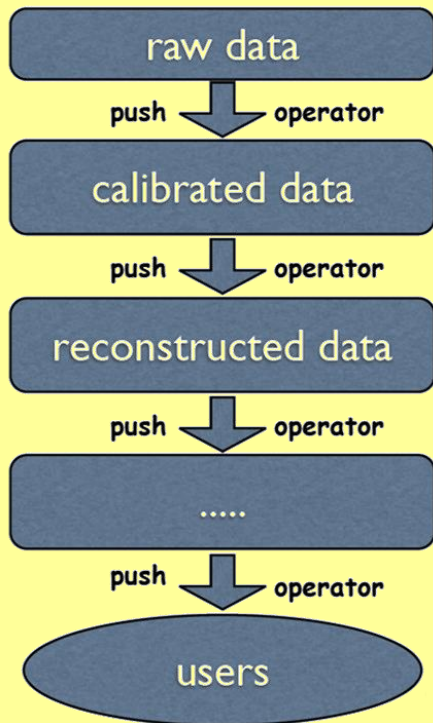 raw data
push operator
calibrated data
push operator
reconstructed data
push operator
.....
push operator
users